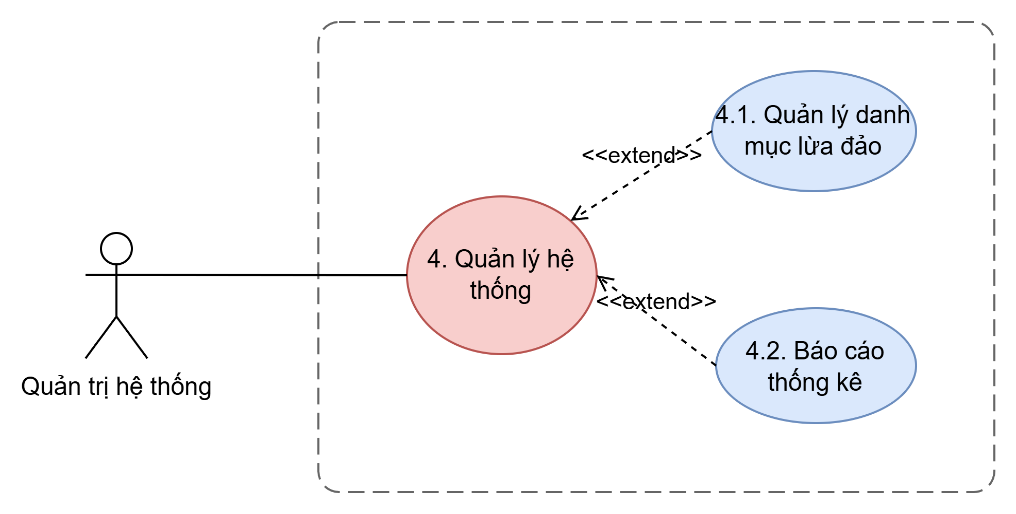 4.1. Quản lý danh
mục lừa đảo
<<extend>>
4. Quản lý hệ
thống
<<extend>>
4.2. Báo cáo
thống kê
Quản trị hệ thống